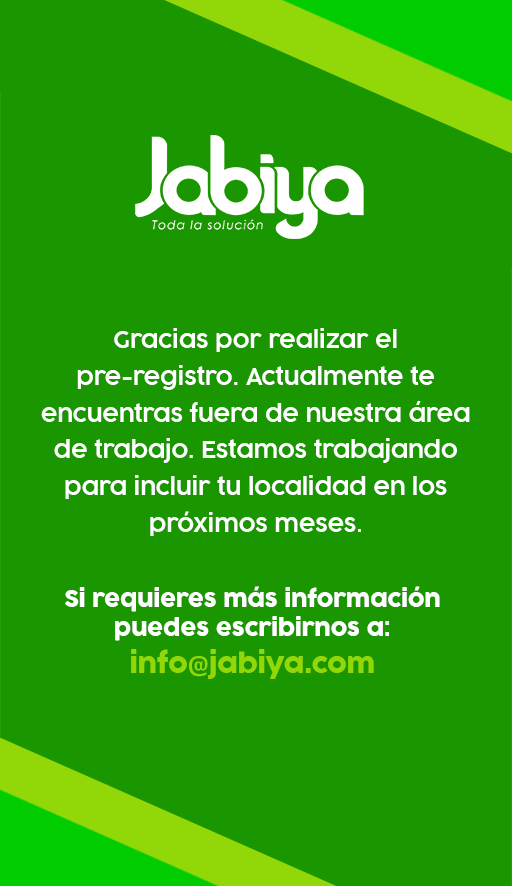 Jabiya
Toda la solución
Gracias por realizar el
pre-registro. Actualmente te
encuentras fuera de nuestra área
de trabajo. Estamos trabajando
para incluir tu localidad en los
próximos meses.
Si requieres más información
puedes escribirnos a:
info@jabiya.com